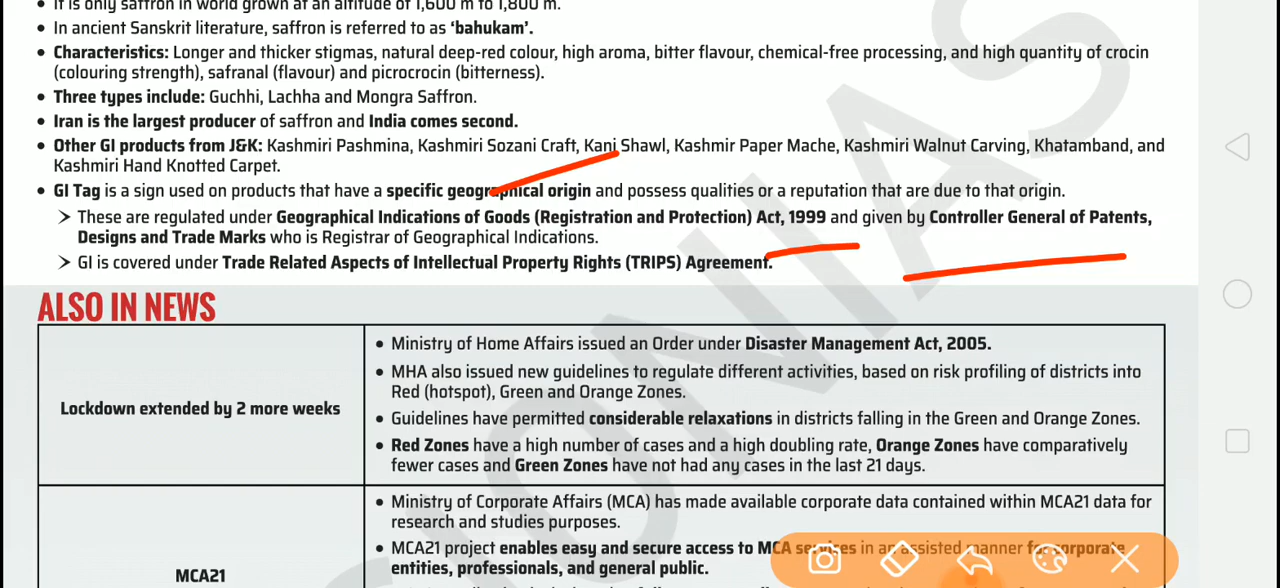 It is only saffron in world grown at an altitude of 1,600 m to 1,800 m.
• In ancient Sanskrit literature, saffron is referred to as ‘bahukam’.
• Characteristics: Longer and thicker stigmas, natural deep-red colour, high aroma, bitter flavour, chemical-free processing, and high quantity of crocin
(colouring strength), safranal (flavour) and picrocrocin (bitterness).
• Three types include: Guchhi, Lachha and Mongra Saffron.
• Iran is the largest producer of saffron and India comes second.
• Other GI products from J&K: Kashmiri Pashmina, Kashmiri Sozani Craft, Kani Shawl, Kashmir Paper Mache, Kashmiri Walnut Carving, Khatamband, and
Kashmiri Hand Knotted Carpet.
• GI Tag is a sign used on products that have a specific geographical origin and possess qualities or a reputation that are due to that origin.
➤ These are regulated under Geographical Indications of Goods (Registration and Protection) Act, 1999 and given by Controller General of Patents,
Designs and Trade Marks who is Registrar of Geographical Indications.
➤ GI is covered under Trade Related Aspects of Intellectual Property Rights (TRIPS) Agreement.
ALSO IN NEWS
Lockdown extended by 2 more weeks
• Ministry of Home Affairs issued an Order under Disaster Management Act, 2005.
• MHA also issued new guidelines to regulate different activities, based on risk profiling of districts into
Red (hotspot), Green and Orange Zones.
• Guidelines have permitted considerable relaxations in districts falling in the Green and Orange Zones.
• Red Zones have a high number of cases and a high doubling rate, Orange Zones have comparatively
fewer cases and Green Zones have not had any cases in the last 21 days.
MCA21
• Ministry of Corporate Affairs (MCA) has made available corporate data contained within MCA21 data for
research and studies purposes.
• MCA21 project enables easy and secure access to MCA services in an assisted manner for corporate
entities, professionals, and general public.